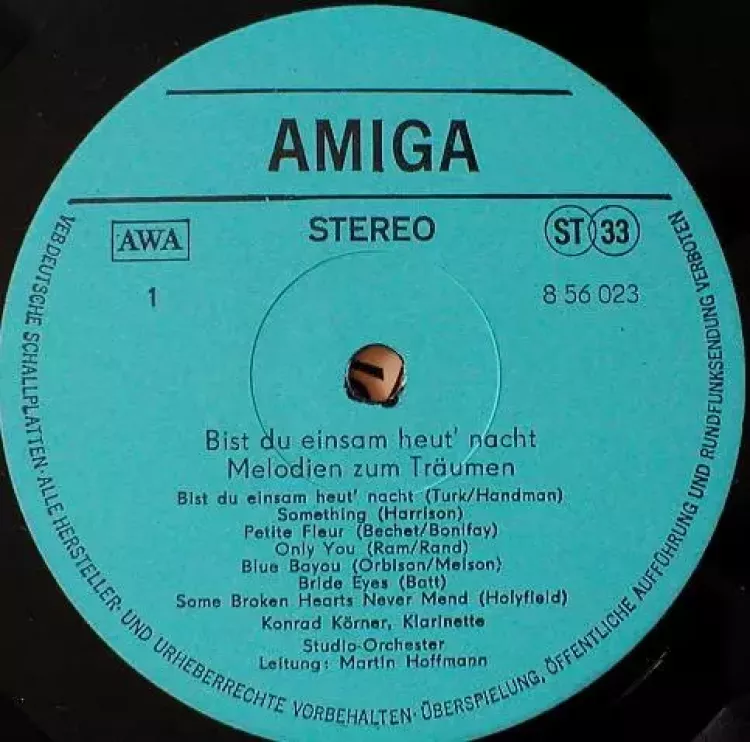 AMIGA
AWA
STEREO
ST 33
1
8 56 023
Bist du einsam heut' nacht
Melodien zum Träumen
Bist du einsam heut' nacht (Turk/Handman)
Something (Harrison)
Petite Fleur (Bechet/Bonifay)
Only You (Ram/Rand)
Blue Bayou (Orbison/Melson)
Bride Eyes (Batt)
Some Broken Hearts Never Mend (Holyfield)
Konrad Körner, Klarinette
Studio-Orchester
Leitung: Martin Hoffmann
VEB DEUTSCHE SCHALLPLATTEN · ALLE HERSTELLER- UND URHEBERRECHTE VORBEHALTEN · ÜBERSPIELUNG, ÖFFENTLICHE AUFFÜHRUNG UND RUNDFUNKSENDUNG VERBOTEN